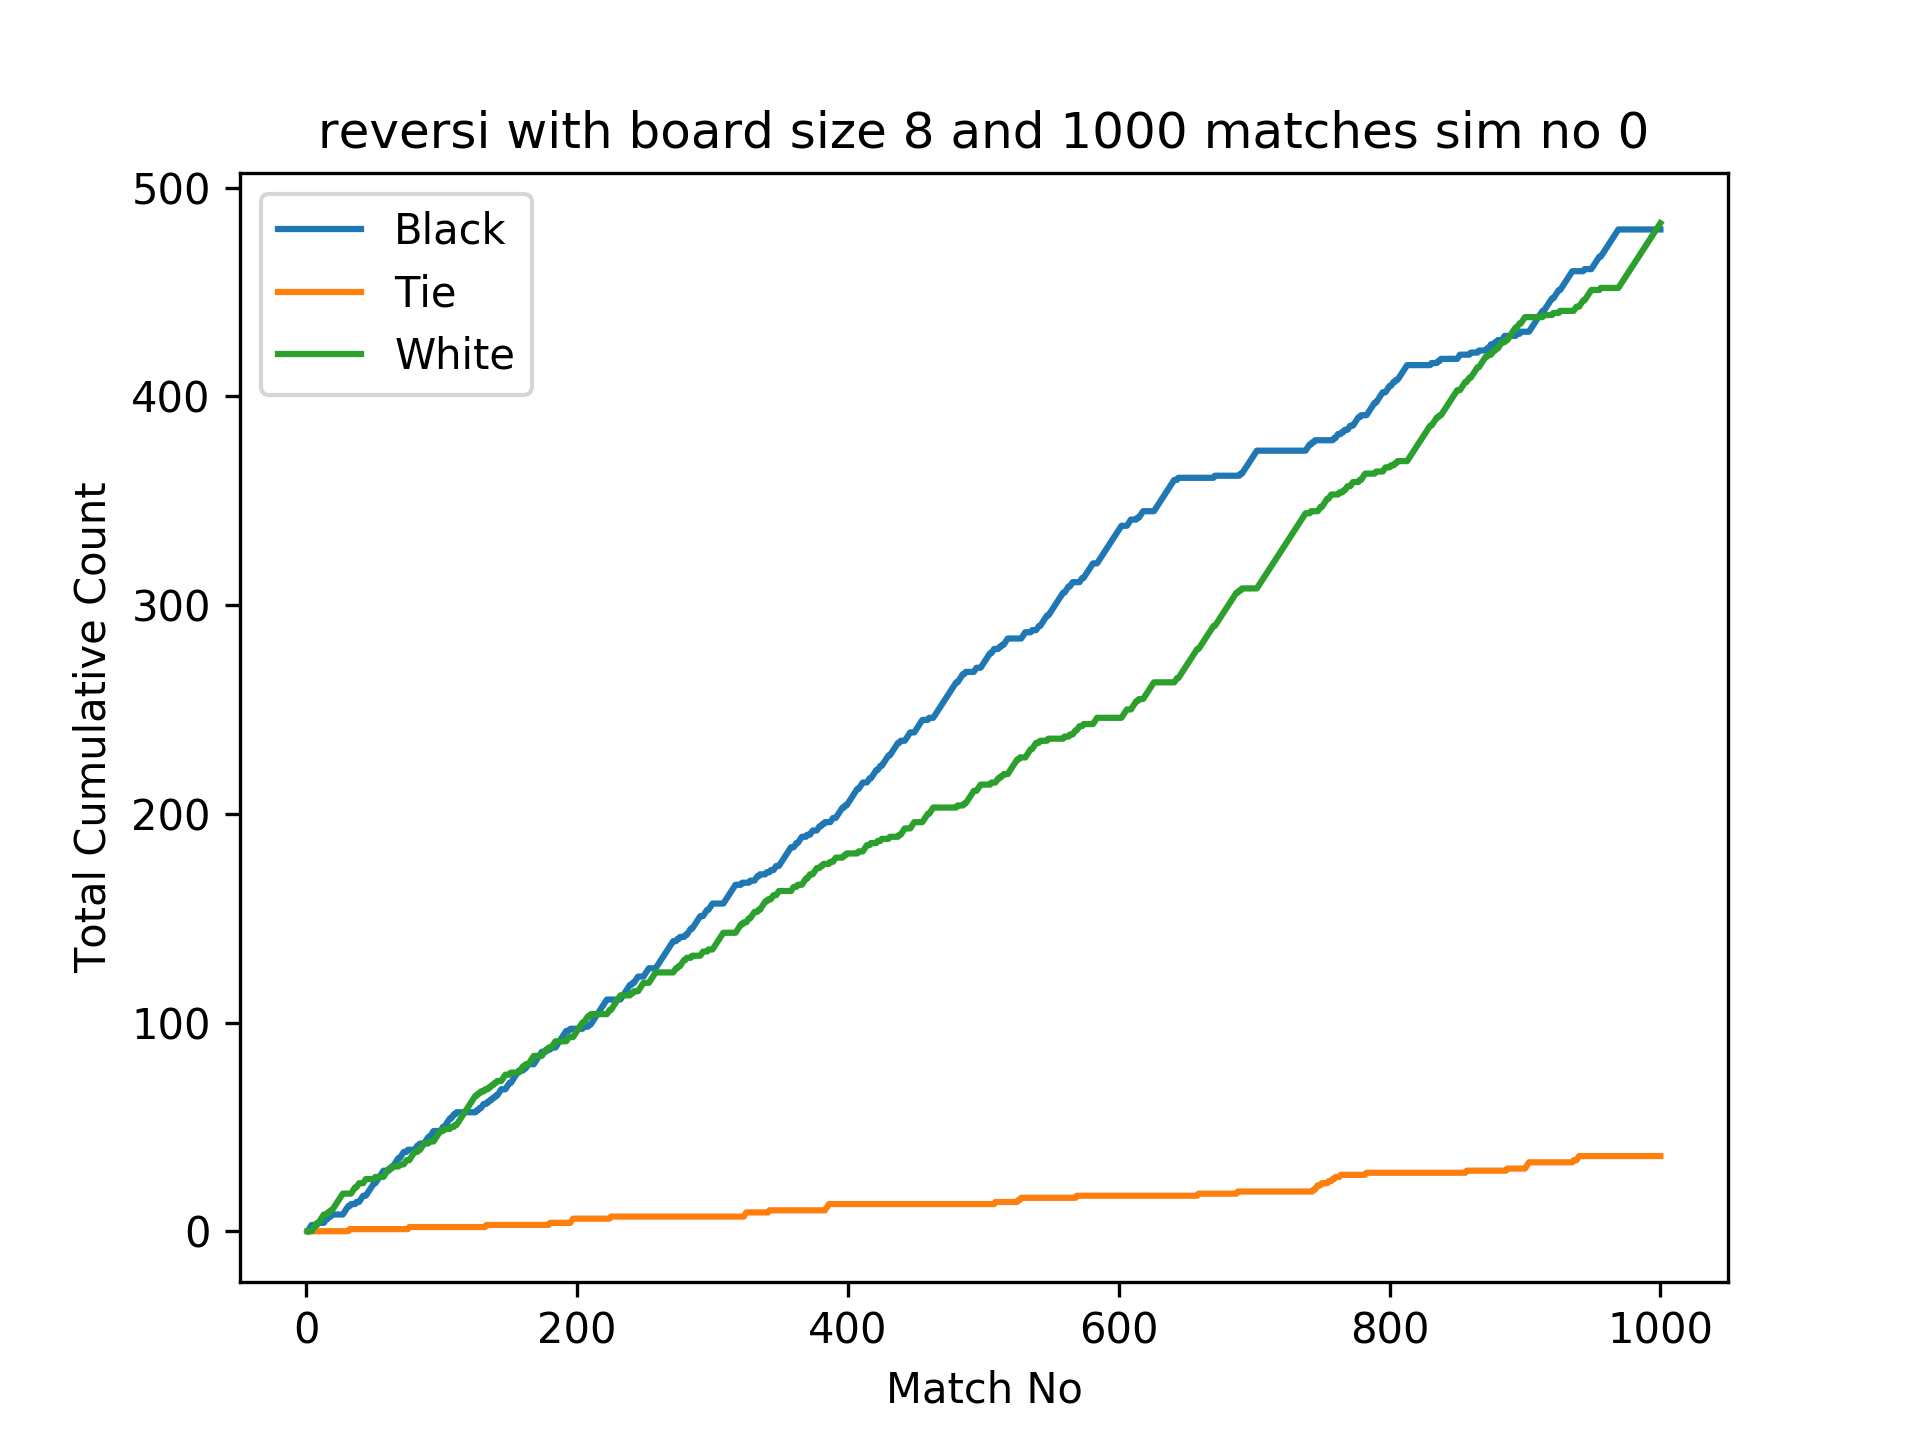 reversi with board size 8 and 1000 matches sim no 0
Black
Tie
White
Total Cumulative Count
500
400
300
200
100
0
0 200 400 600 800 1000
Match No